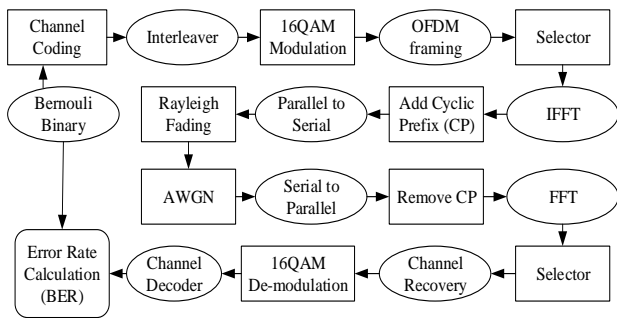 Channel
Coding
Interleaver
16QAM
Modulation
OFDM
framing
Selector
Bernouli
Binary
Rayleigh
Fading
Parallel to
Serial
Add Cyclic
Prefix (CP)
IFFT
AWGN
Serial to
Parallel
Remove CP
FFT
Error Rate
Calculation
(BER)
Channel
Decoder
16QAM
De-modulation
Channel
Recovery
Selector